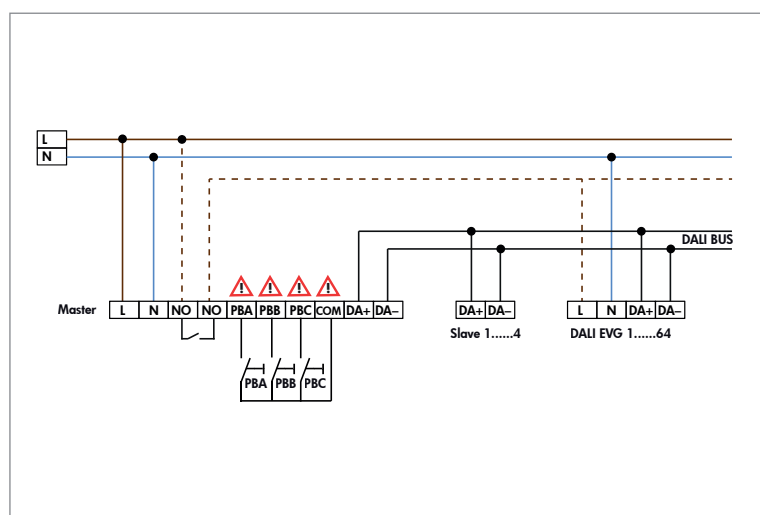 L
N
DALI BUS
! ! ! !
Master L N NO NO PBA PBB PBC COM DA+ DA– DA+ DA– L N DA+ DA–
Slave 1......4 DALI EVG 1......64
PBA PBB PBC